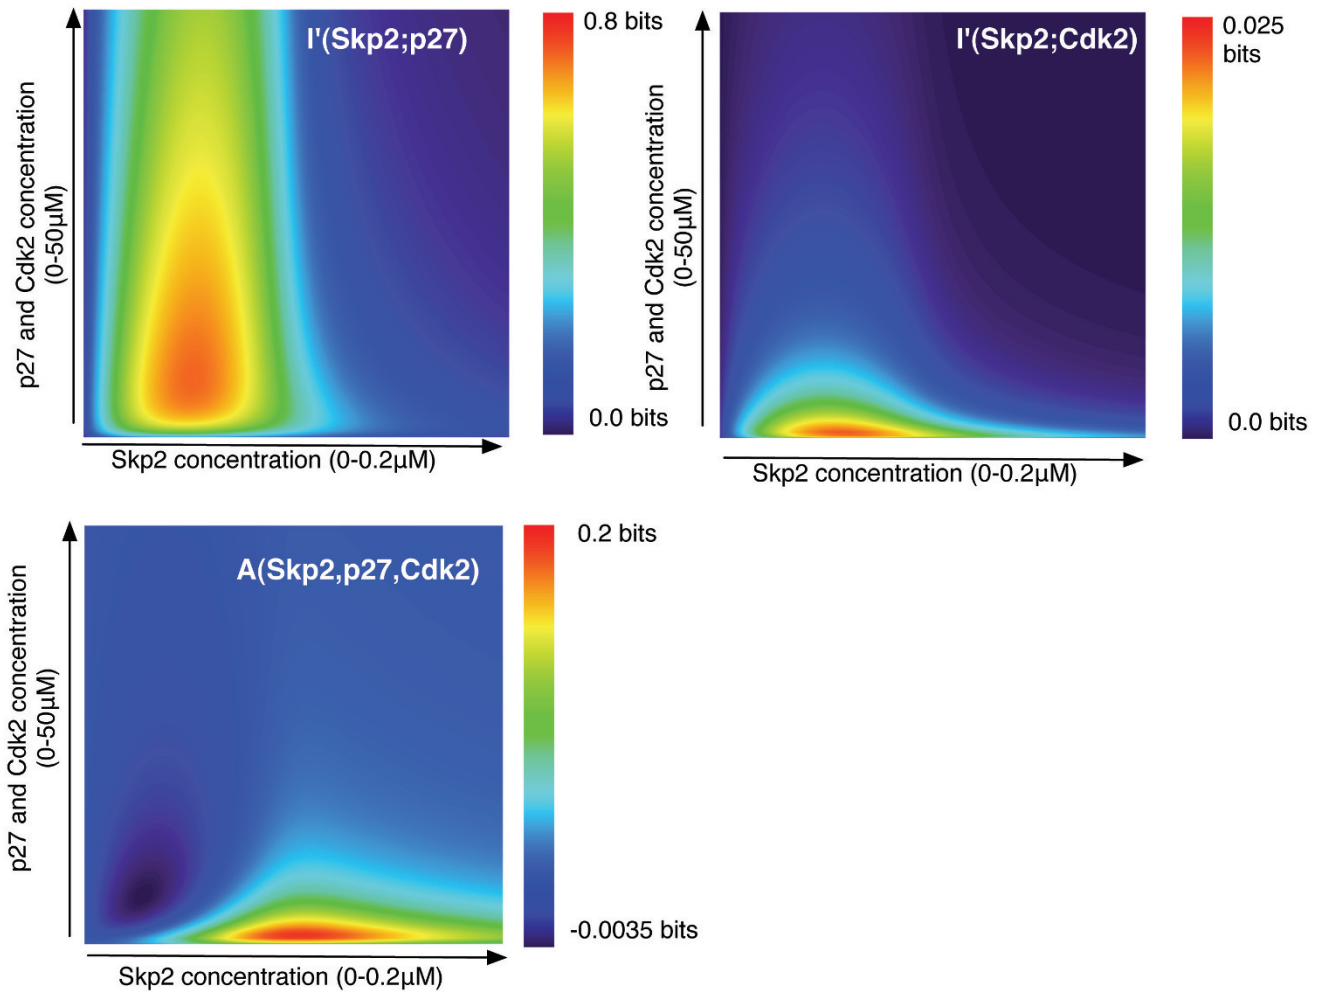 I'(Skp2;p27)
0.8 bits
0.0 bits
p27 and Cdk2 concentration
(0-50μM)
Skp2 concentration (0-0.2μM)
I'(Skp2;Cdk2)
0.025
bits
0.0 bits
p27 and Cdk2 concentration
(0-50μM)
Skp2 concentration (0-0.2μM)
A(Skp2,p27,Cdk2)
0.2 bits
-0.0035 bits
p27 and Cdk2 concentration
(0-50μM)
Skp2 concentration (0-0.2μM)